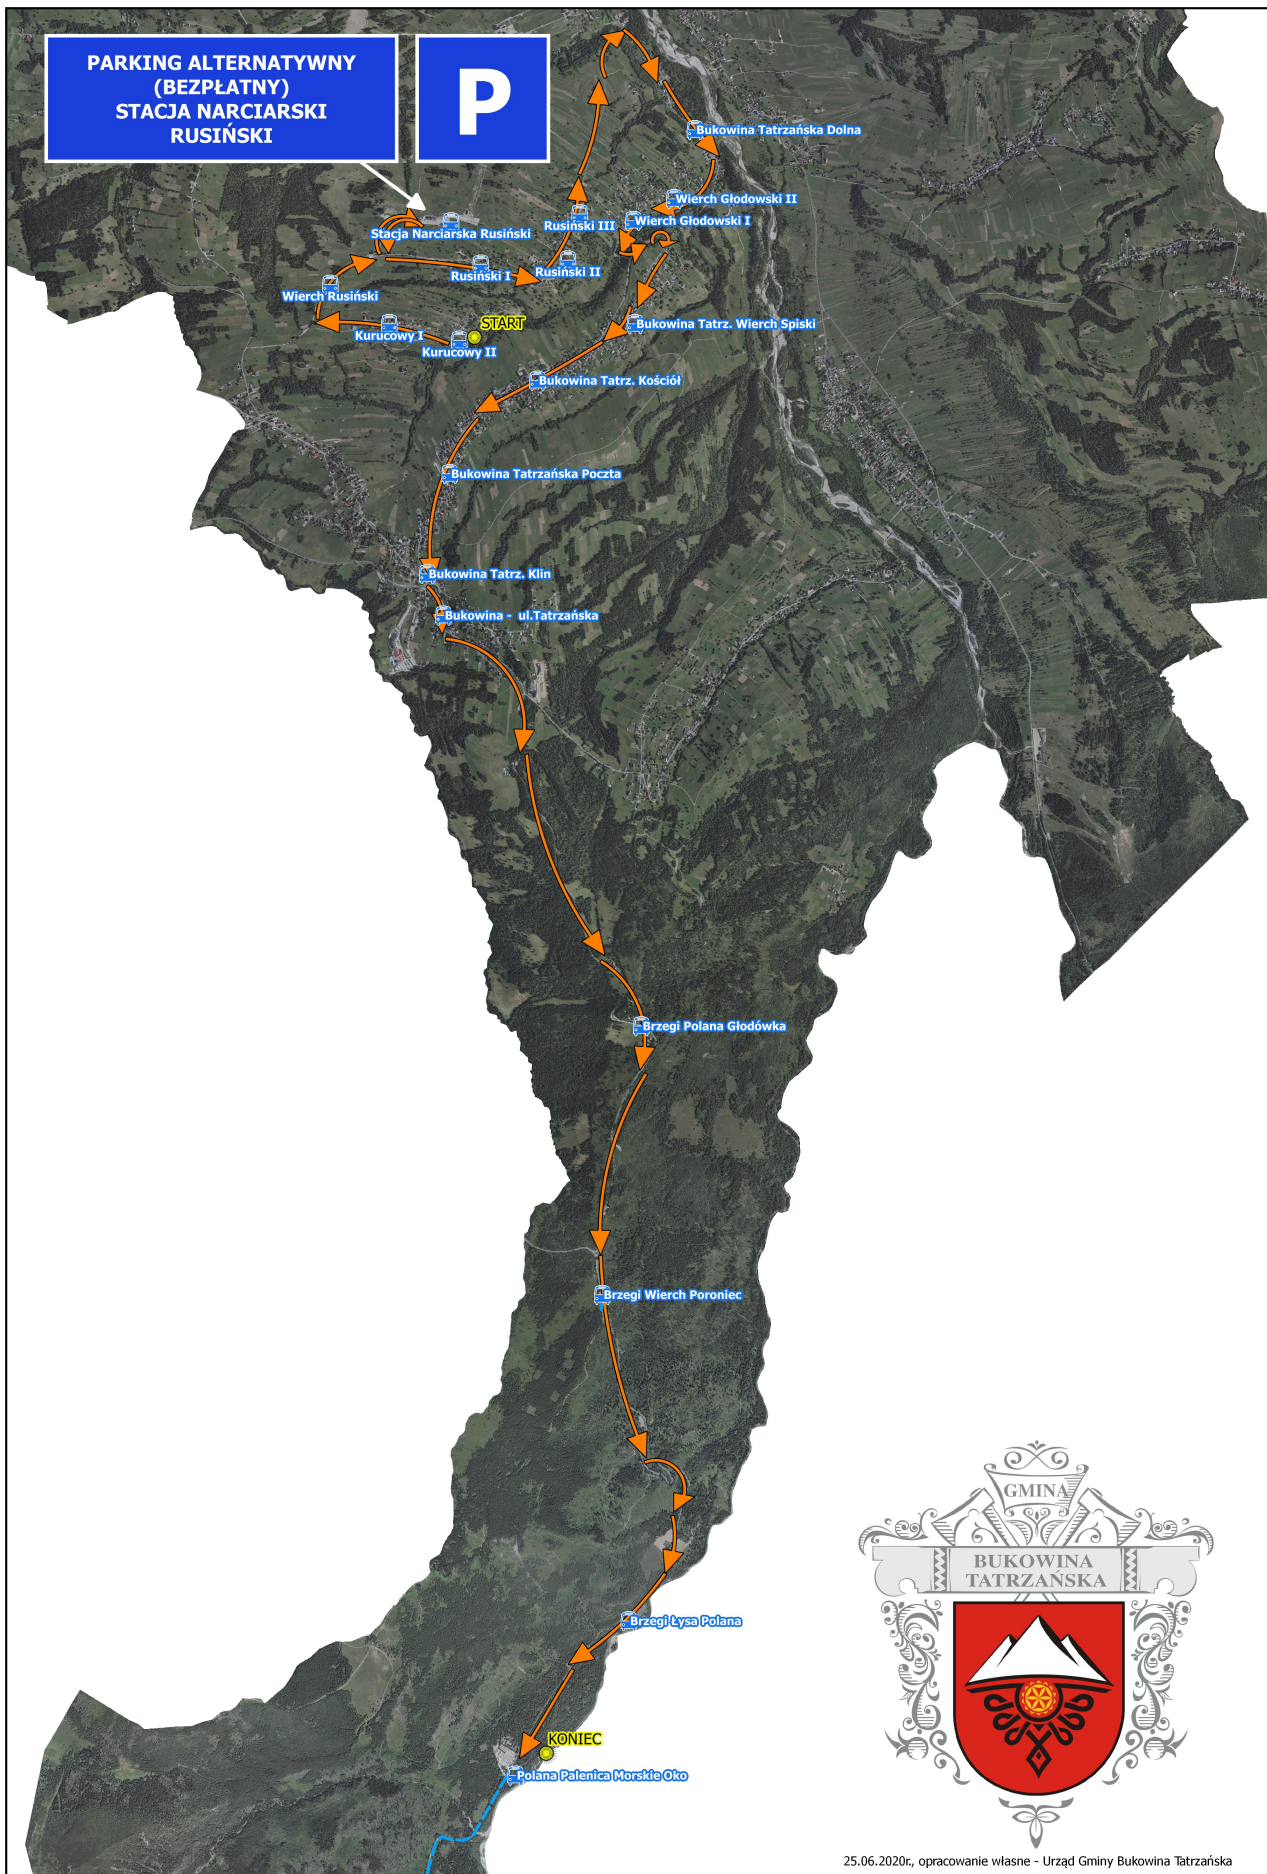 PARKING ALTERNATYWNY
(BEZPŁATNY)
STACJA NARCIARSKI
RUSIŃSKI
P
Bukowina Tatrzańska Dolna
Wierch Głodowski II
Wierch Głodowski I
Rusiński III
Stacja Narciarska Rusiński
Rusiński I
Rusiński II
Wierch Rusiński
START
Kurucowy I
Kurucowy II
Bukowina Tatrz. Wierch Spiski
Bukowina Tatrz. Kościół
Bukowina Tatrzańska Poczta
Bukowina Tatrz. Klin
Bukowina - ul.Tatrzańska
Brzegi Polana Głodówka
Brzegi Wierch Poroniec
Brzegi Łysa Polana
KONIEC
Polana Palenica Morskie Oko
GMINA
BUKOWINA
TATRZAŃSKA
25.06.2020r., opracowanie własne - Urząd Gminy Bukowina Tatrzańska